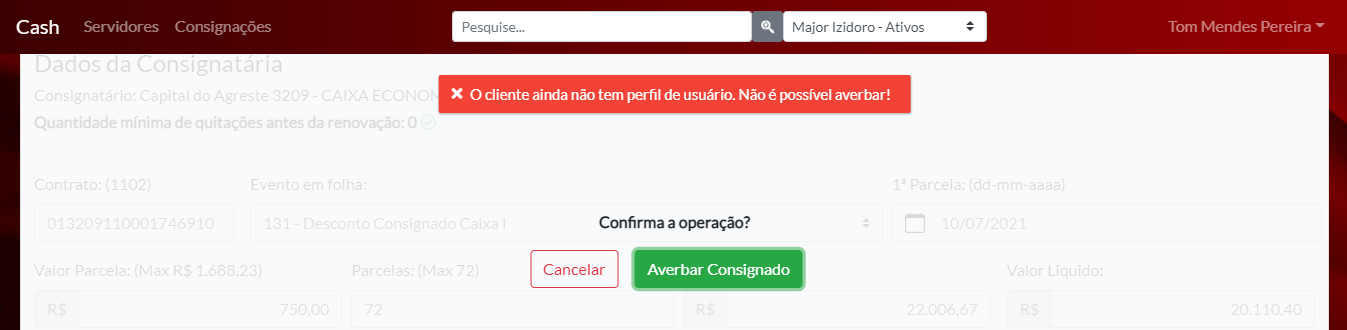 Cash Servidores Consignações Pesquise... Major Izidoro - Ativos Tom Mendes Pereira
Dados da Consignatária
× O cliente ainda não tem perfil de usuário. Não é possível averbar!
Consignatário: Capital do Agreste 3209 - CAIXA ECONOM
Quantidade mínima de quitações antes da renovação: 0
Contrato: (1102) Evento em folha: 1ª Parcela: (dd-mm-aaaa)
013209110001746910 131 - Desconto Consignado Caixa I 10/07/2021
Confirma a operação?
Cancelar Averbar Consignado
Valor Parcela: (Max R$ 1.688,23) Parcelas: (Max 72) Valor Liquido:
R$ 750,00 72 R$ 22.006,67 R$ 20.110,40